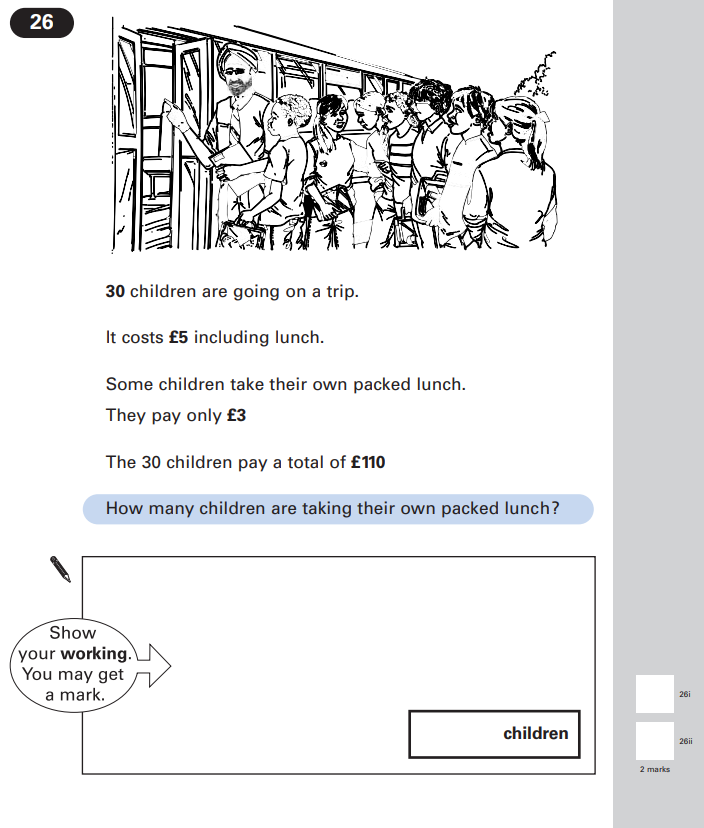 26
30 children are going on a trip.
It costs £5 including lunch.
Some children take their own packed lunch.
They pay only £3
The 30 children pay a total of £110
How many children are taking their own packed lunch?
Show
your working.
You may get
a mark.
children
26i
26ii
2 marks